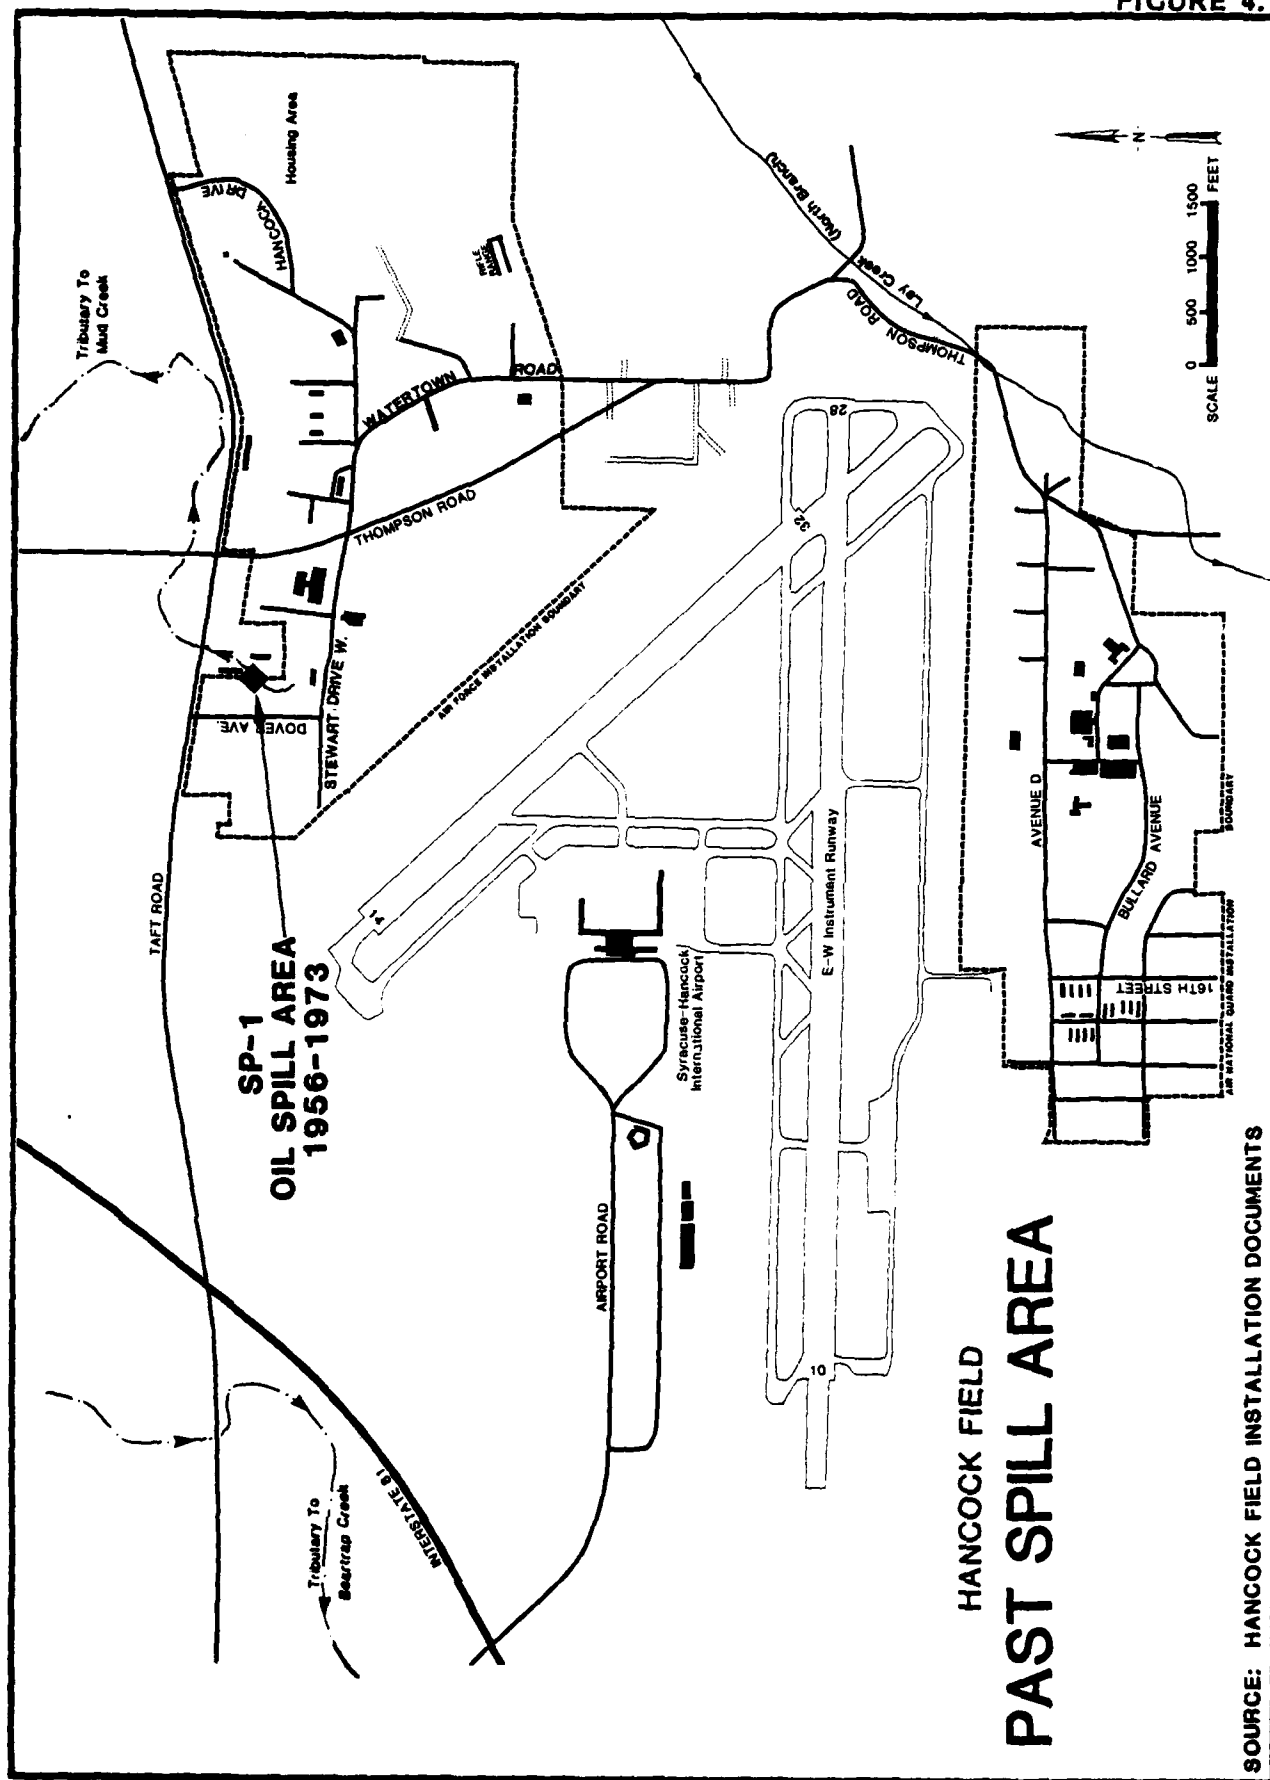 FIGURE 4.
Tributary To
Mud Creek
Housing Area
HANCOCK
DRIVE
RIFLE
RANGE
WATERTOWN
ROAD
THOMPSON ROAD
STEWART DRIVE W.
DOVER AVE.
TAFT ROAD
SP-1
OIL SPILL AREA
1956-1973
AIR FORCE INSTALLATION BOUNDARY
(North Branch)
Ley Creek
THOMPSON
ROAD
N
SCALE 0 500 1000 1500 FEET
28
32
14
10
E-W Instrument Runway
Syracuse-Hancock
International Airport
AIRPORT ROAD
INTERSTATE 81
Tributary To
Beartrap Creek
AVENUE D
BULLARD AVENUE
16TH STREET
AIR NATIONAL GUARD INSTALLATION
BOUNDARY
HANCOCK FIELD
PAST SPILL AREA
SOURCE: HANCOCK FIELD INSTALLATION DOCUMENTS